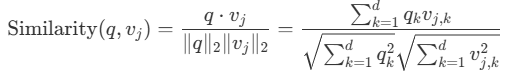 Similarity(q, v_j) = \frac{q · v_j}{‖q‖_2‖v_j‖_2} = \frac{\sum_{k=1}^{d} q_k v_{j,k}}{\sqrt{\sum_{k=1}^{d} q_k^2} \sqrt{\sum_{k=1}^{d} v_{j,k}^2}}